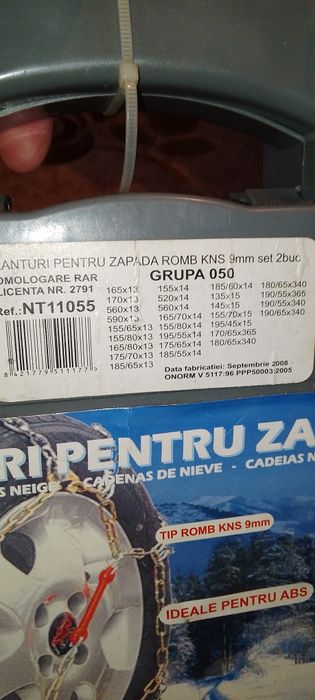 ANTURI PENTRU ZAPADA ROMB KNS 9mm set 2buc
OMOLOGARE RAR
LICENTA NR. 2791
Ref.: NT11055
8 421779 511177
GRUPA 050
165x13 155x14 185/60x14 180/65x340
170x13 520x14 135x15 190/55x365
560x13 560x14 145x15 190/55x340
590x13 165/70x14 155/70x15 190/65x340
155/65x13 155/80x14 195/45x15
155/80x13 195/55x14 170/65x365
165/80x13 175/65x14 180/65x340
175/70x13 185/55x14
185/65x13
Data fabricatiei: Septembrie 2008
ONORM V 5117:96 PPP50003:2005
RI PENTRU ZA
S NEIGE - CADENAS DE NIEVE - CADEIAS N
TIP ROMB KNS 9mm
IDEALE PENTRU ABS